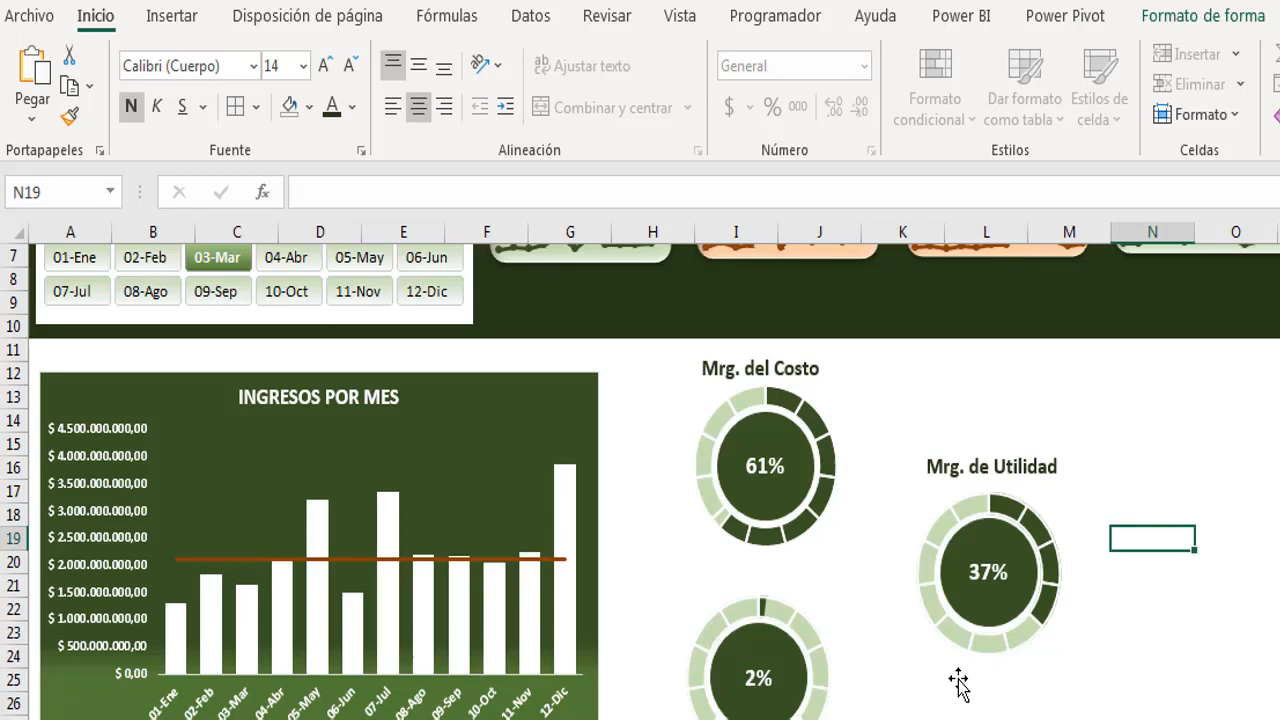 Archivo Inicio Insertar Disposición de página Fórmulas Datos Revisar Vista Programador Ayuda Power BI Power Pivot Formato de forma
Pegar
Calibri (Cuerpo) 14
N K S
Ajustar texto
Combinar y centrar
General
$ % 000
Formato condicional
Dar formato como tabla
Estilos de celda
Insertar
Eliminar
Formato
Portapapeles Fuente Alineación Número Estilos Celdas
N19
fx
A B C D E F G H I J K L M N O
7
8
9
10
11
12
13
14
15
16
17
18
19
20
21
22
23
24
25
26
01-Ene 02-Feb 03-Mar 04-Abr 05-May 06-Jun
07-Jul 08-Ago 09-Sep 10-Oct 11-Nov 12-Dic
INGRESOS POR MES
$ 4.500.000.000,00
$ 4.000.000.000,00
$ 3.500.000.000,00
$ 3.000.000.000,00
$ 2.500.000.000,00
$ 2.000.000.000,00
$ 1.500.000.000,00
$ 1.000.000.000,00
$ 500.000.000,00
$ 0,00
01-Ene 02-Feb 03-Mar 04-Abr 05-May 06-Jun 07-Jul 08-Ago 09-Sep 10-Oct 11-Nov 12-Dic
Mrg. del Costo
61%
Mrg. de Utilidad
37%
2%